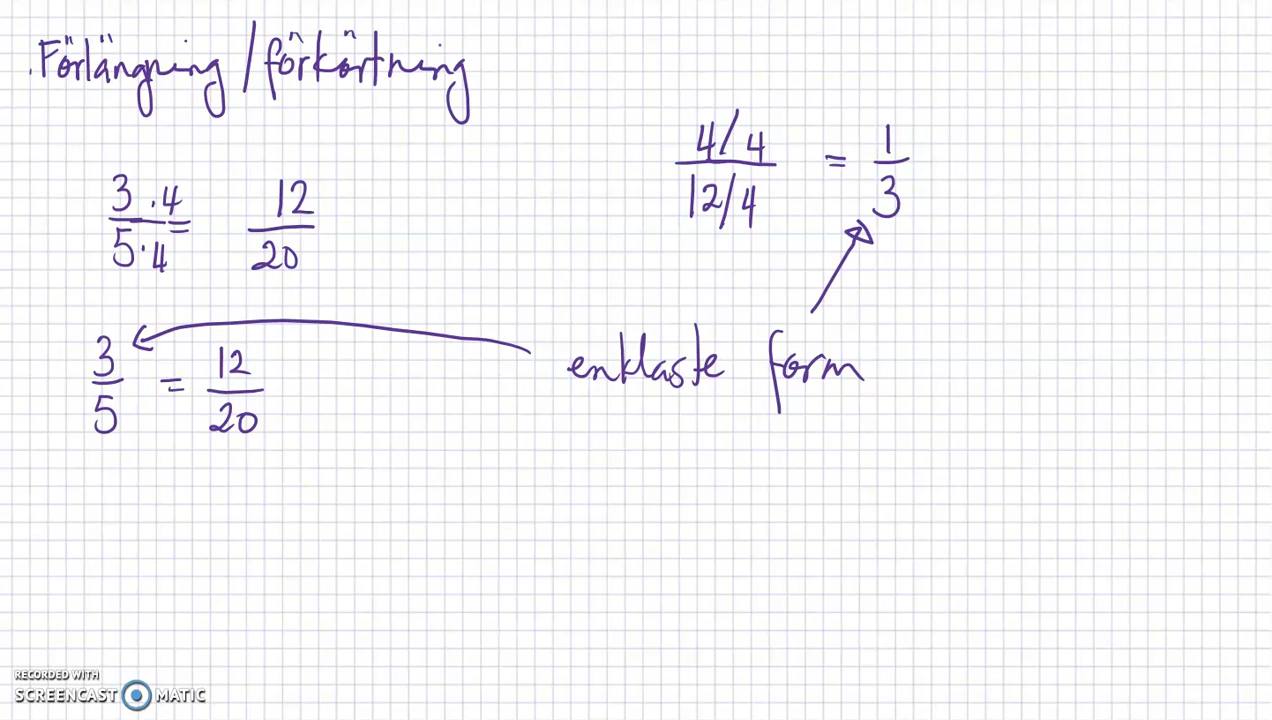 Förlängning / förkörtning
3 · 4 / 5 · 4 = 12 / 20
4/4 / 12/4 = 1 / 3
3 / 5 = 12 / 20
enklaste form
RECORDED WITH
SCREENCAST MATIC